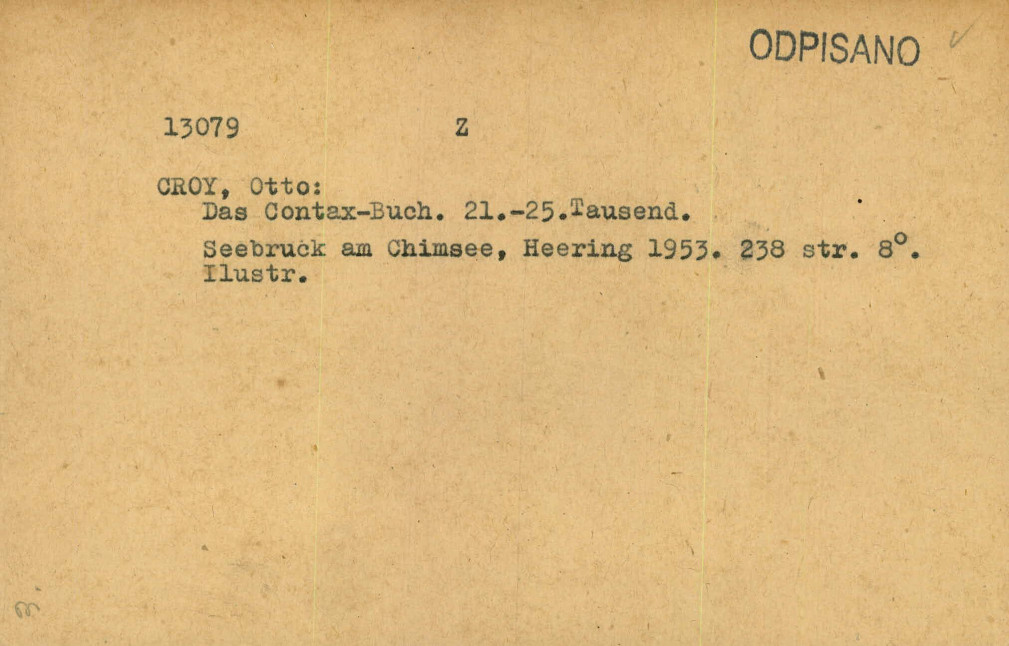 ODPISANO
13079 Z
CROY, Otto:
Das Contax-Buch. 21.-25.Tausend.
Seebruck am Chimsee, Heering 1953. 238 str. 8°.
Ilustr.